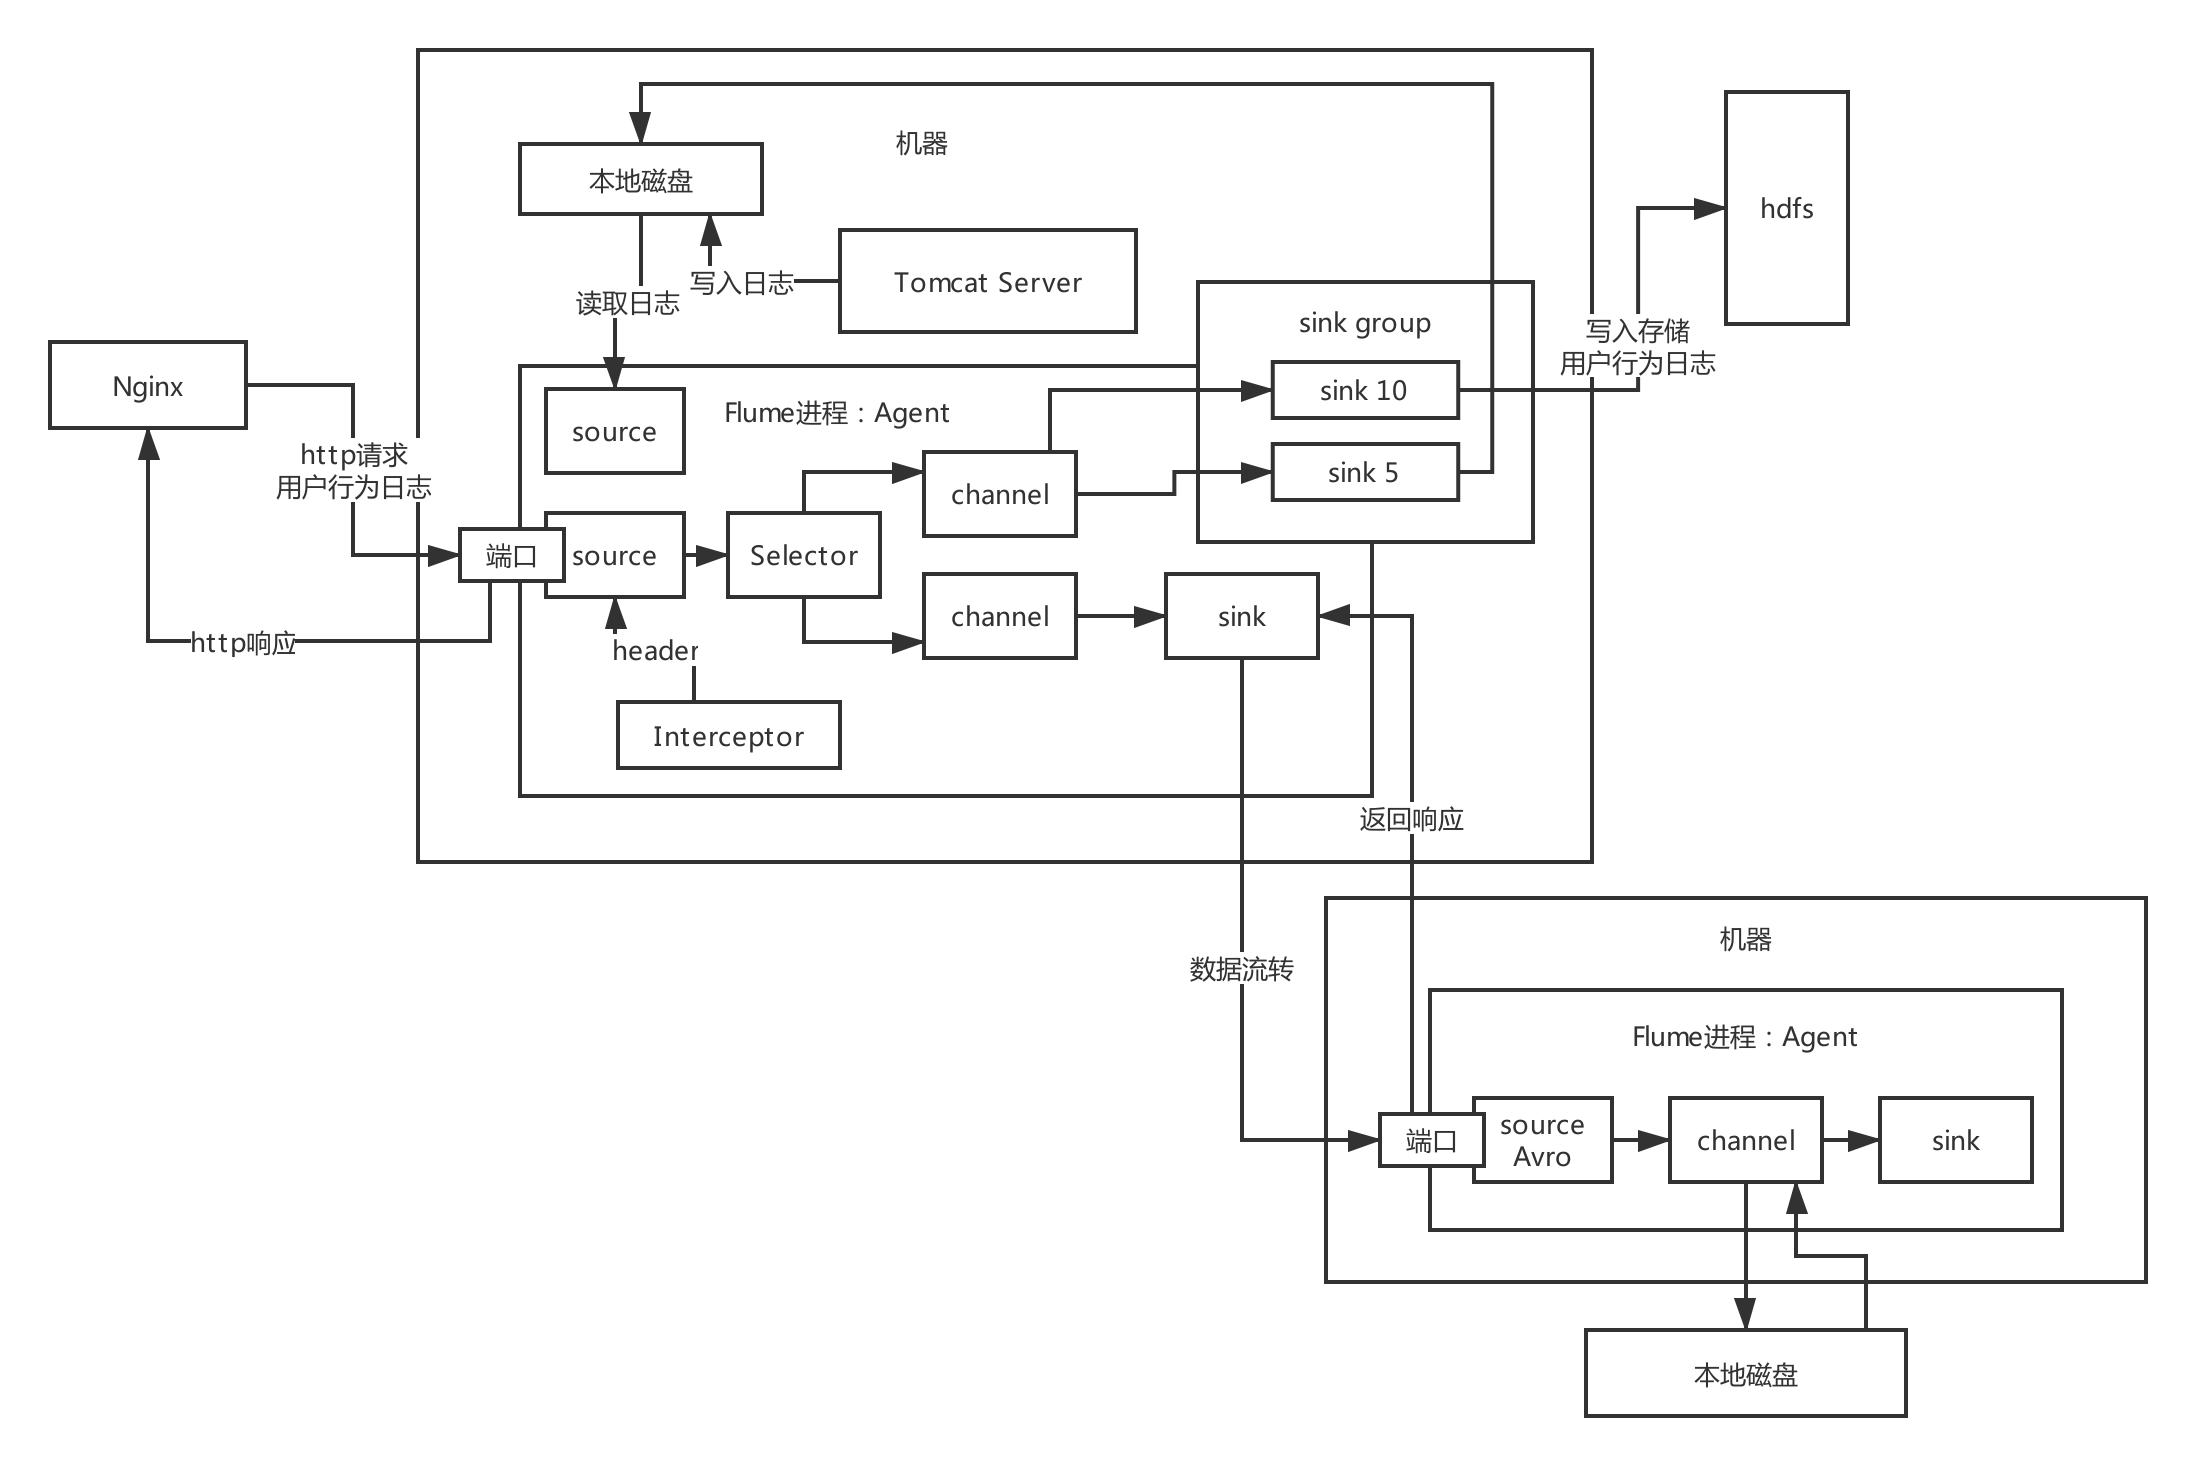 机器
本地磁盘
hdfs
写入日志
Tomcat Server
读取日志
sink group
写入存储
用户行为日志
Nginx
sink 10
Flume进程：Agent
source
sink 5
http请求
用户行为日志
channel
端口
source
Selector
channel
sink
http响应
header
Interceptor
返回响应
机器
数据流转
Flume进程：Agent
端口
source
Avro
channel
sink
本地磁盘